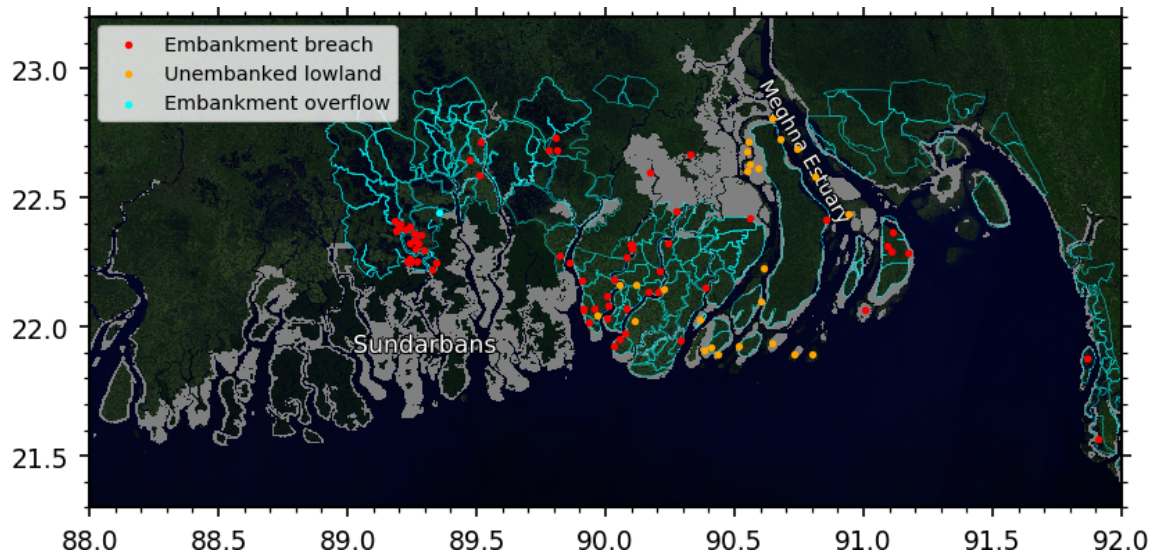 Embankment breach
Unembanked lowland
Embankment overflow
Meghna Estuary
Sundarbans
23.0
22.5
22.0
21.5
88.0 88.5 89.0 89.5 90.0 90.5 91.0 91.5 92.0